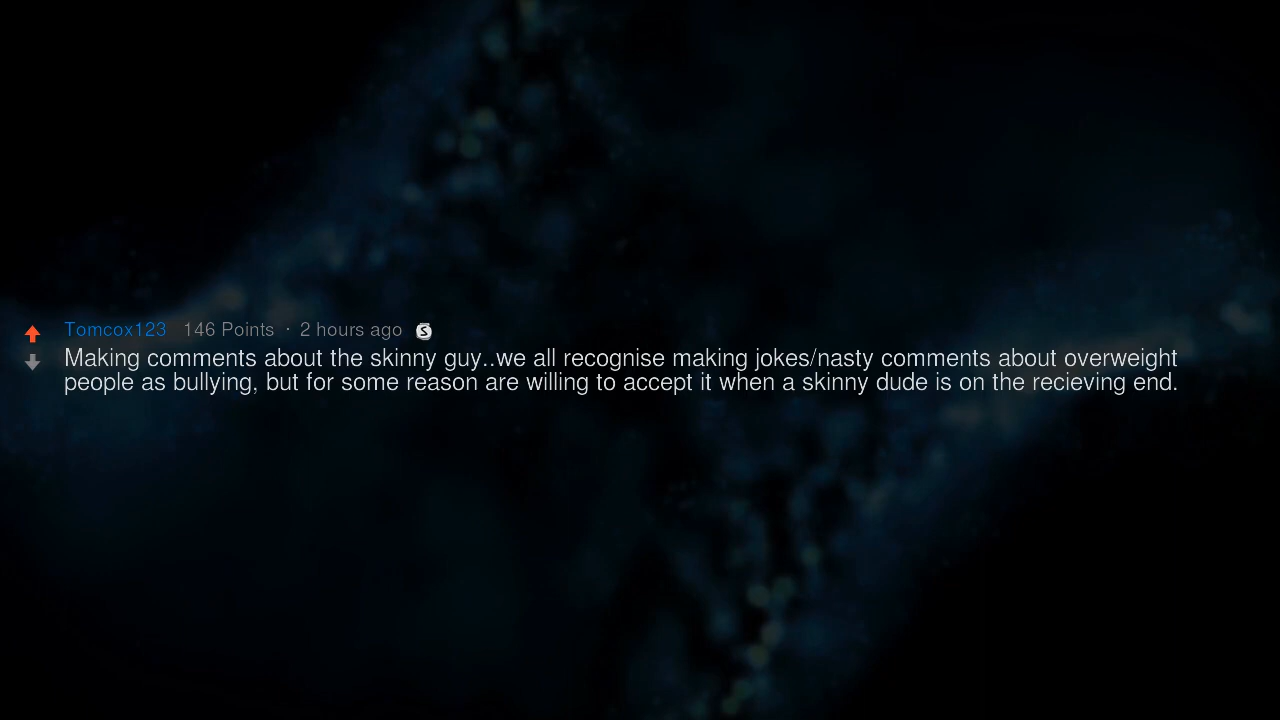 Tomcox123 146 Points · 2 hours ago S
Making comments about the skinny guy..we all recognise making jokes/nasty comments about overweight
people as bullying, but for some reason are willing to accept it when a skinny dude is on the recieving end.